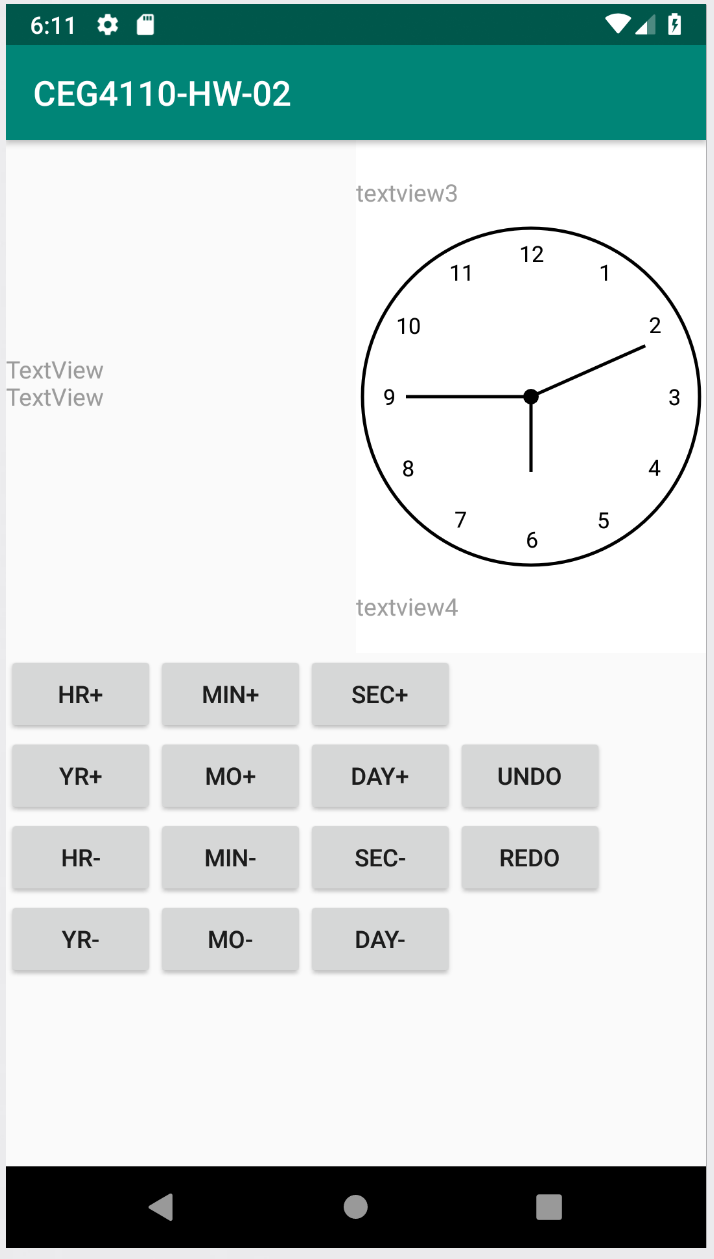 6:11
CEG4110-HW-02
textview3
TextView
TextView
12
11 1
10 2
9 3
8 4
7 5
6
textview4
HR+ MIN+ SEC+
YR+ MO+ DAY+ UNDO
HR- MIN- SEC- REDO
YR- MO- DAY-